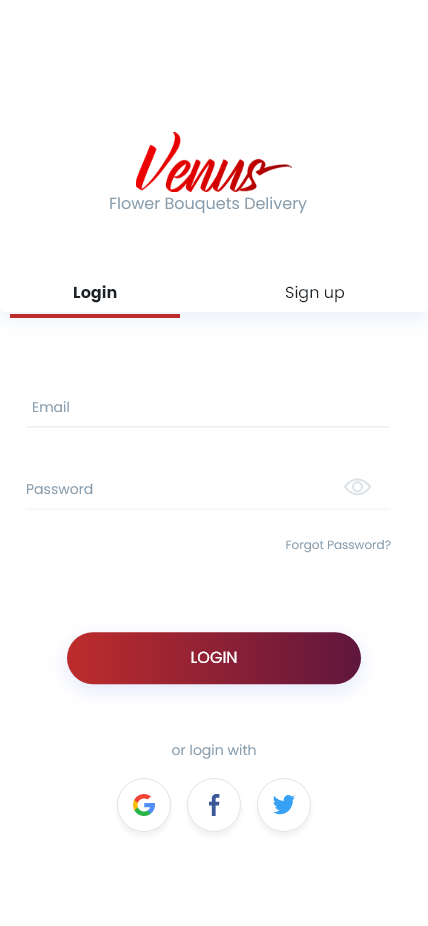 Venus
Flower Bouquets Delivery
Login
Sign up
Email
Password
Forgot Password?
LOGIN
or login with